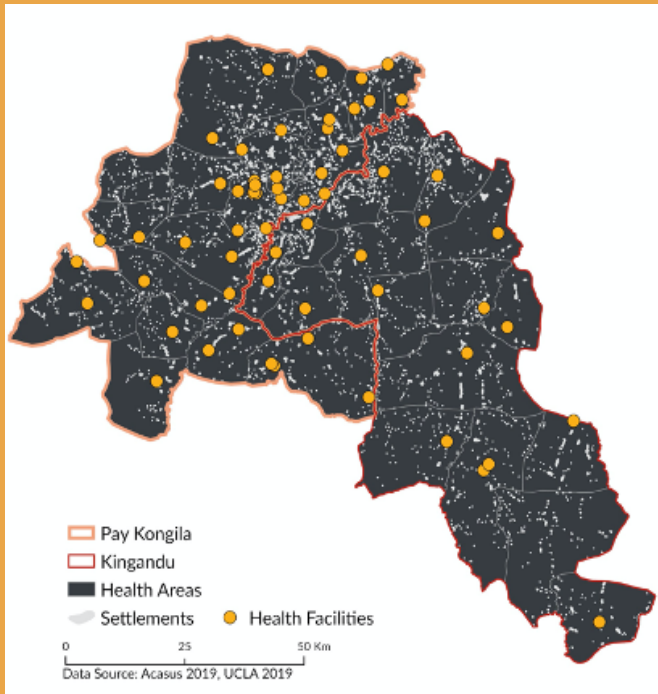 Pay Kongila
Kingandu
Health Areas
Settlements Health Facilities
0 25 50 Km
Data Source: Acasus 2019, UCLA 2019